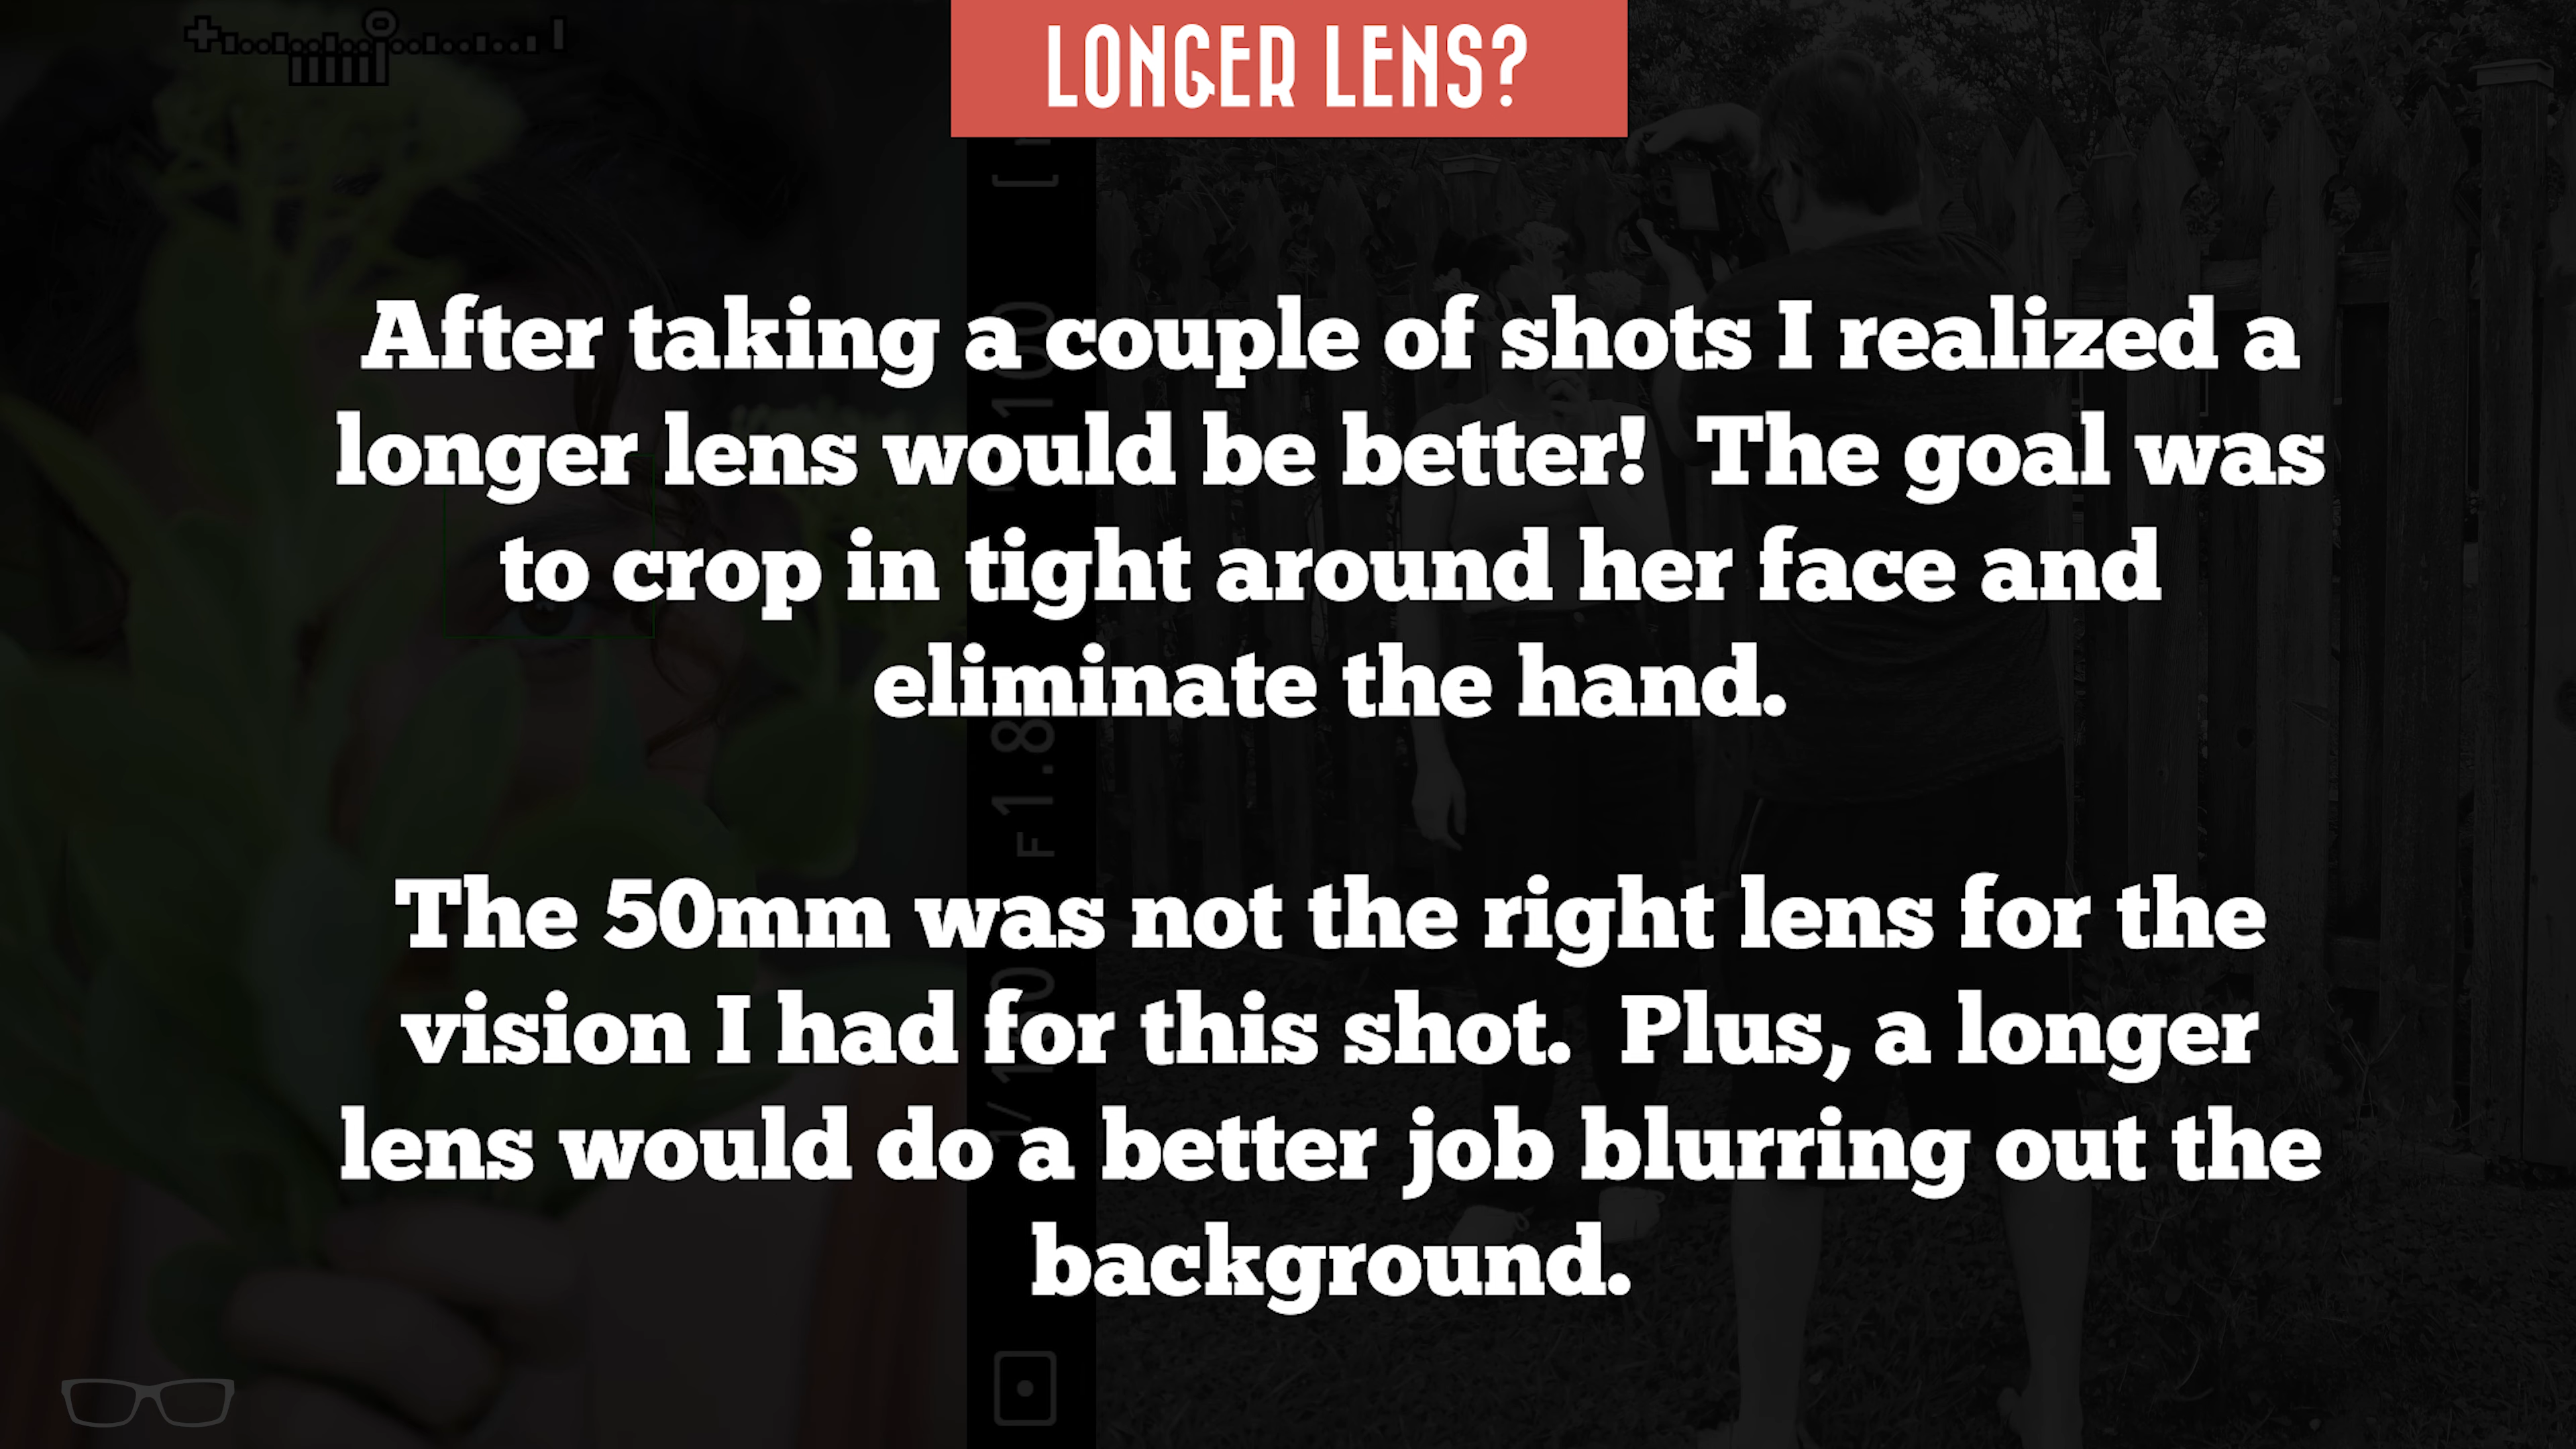 LONGER LENS?
After taking a couple of shots I realized a
longer lens would be better!  The goal was
to crop in tight around her face and
eliminate the hand.
The 50mm was not the right lens for the
vision I had for this shot.  Plus, a longer
lens would do a better job blurring out the
background.
F1.8